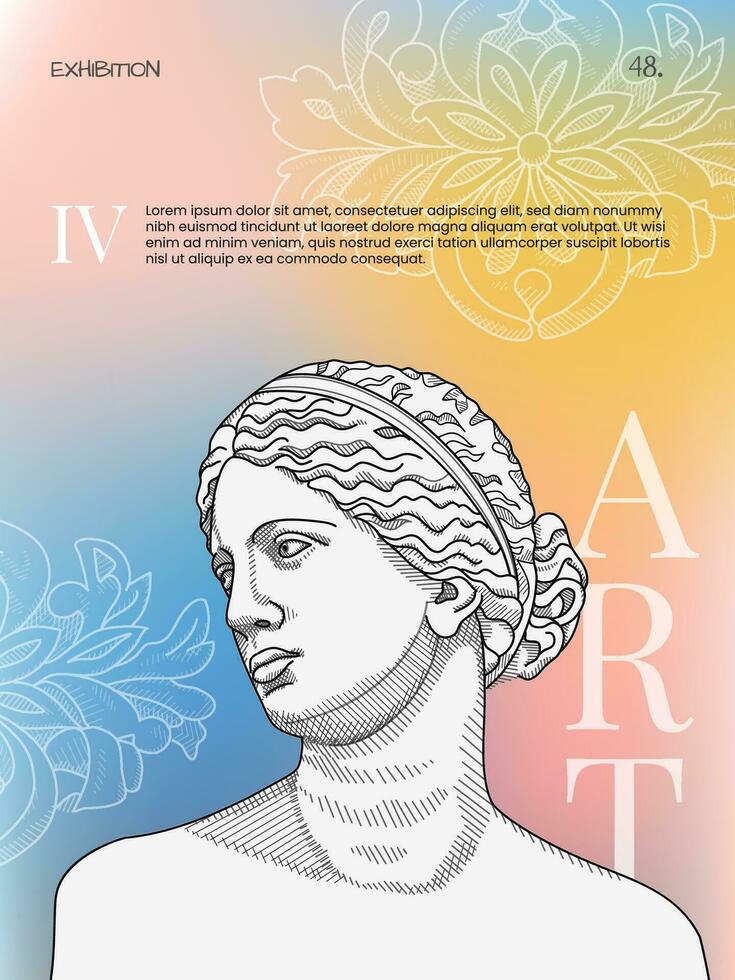 EXHIBITION
48.
IV
Lorem ipsum dolor sit amet, consectetuer adipiscing elit, sed diam nonummy
nibh euismod tincidunt ut laoreet dolore magna aliquam erat volutpat. Ut wisi
enim ad minim veniam, quis nostrud exerci tation ullamcorper suscipit lobortis
nisl ut aliquip ex ea commodo consequat.
A
R
T